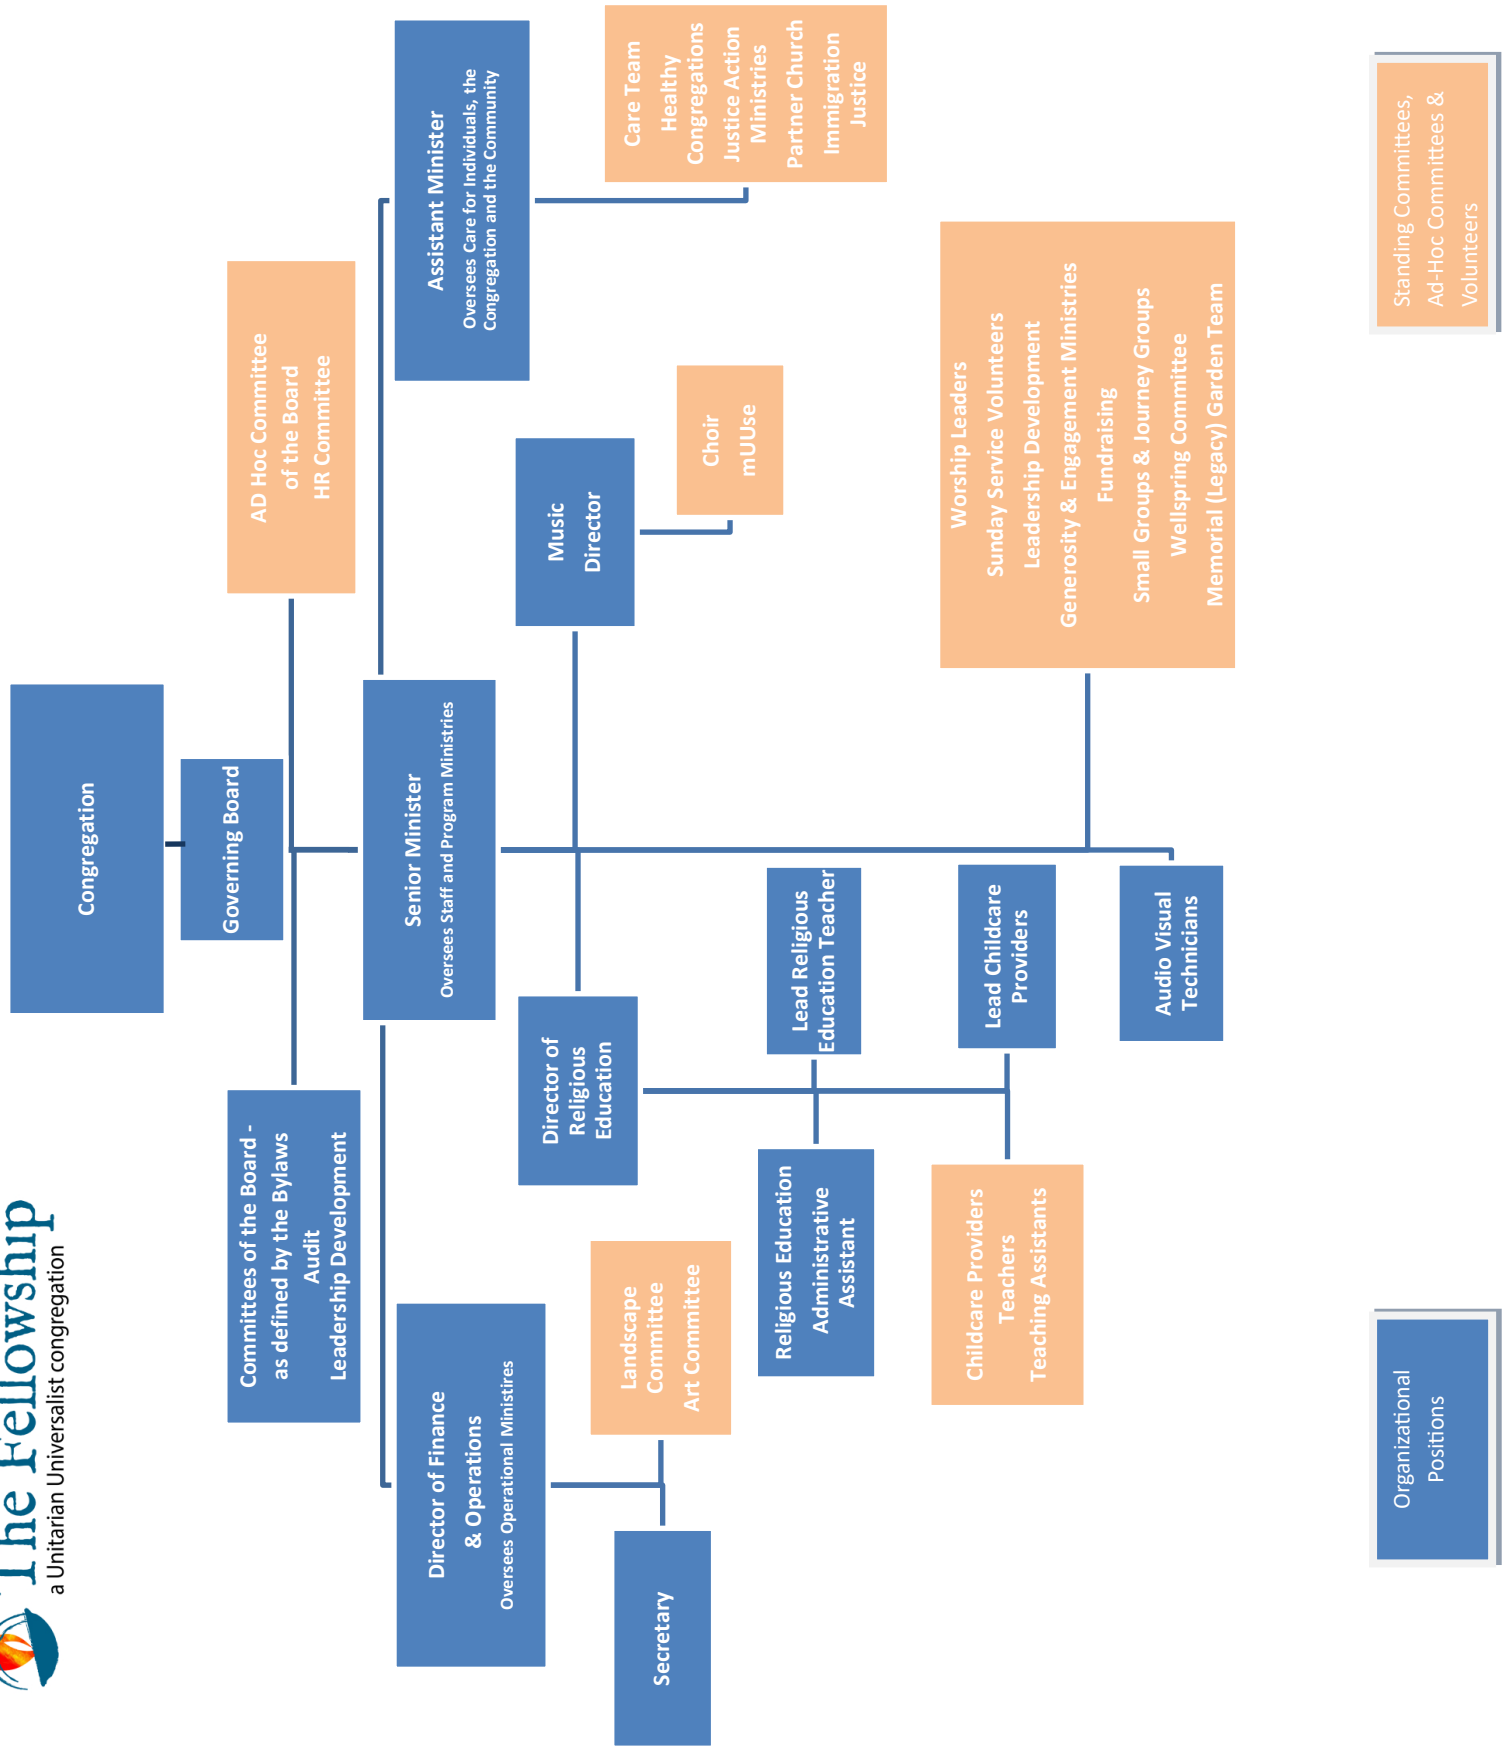 The Fellowship
a Unitarian Universalist congregation
Congregation
Governing Board
Committees of the Board -
as defined by the Bylaws
Audit
Leadership Development
AD Hoc Committee
of the Board
HR Committee
Senior Minister
Oversees Staff and Program Ministries
Director of Finance
& Operations
Oversees Operational Ministires
Assistant Minister
Oversees Care for Individuals, the
Congregation and the Community
Secretary
Landscape
Committee
Art Committee
Director of
Religious
Education
Music
Director
Choir
mUUse
Care Team
Healthy
Congregations
Justice Action
Ministries
Partner Church
Immigration
Justice
Religious Education
Administrative
Assistant
Lead Religious
Education Teacher
Childcare Providers
Teachers
Teaching Assistants
Lead Childcare
Providers
Audio Visual
Technicians
Worship Leaders
Sunday Service Volunteers
Leadership Development
Generosity & Engagement Ministries
Fundraising
Small Groups & Journey Groups
Wellspring Committee
Memorial (Legacy) Garden Team
Organizational
Positions
Standing Committees,
Ad-Hoc Committees &
Volunteers